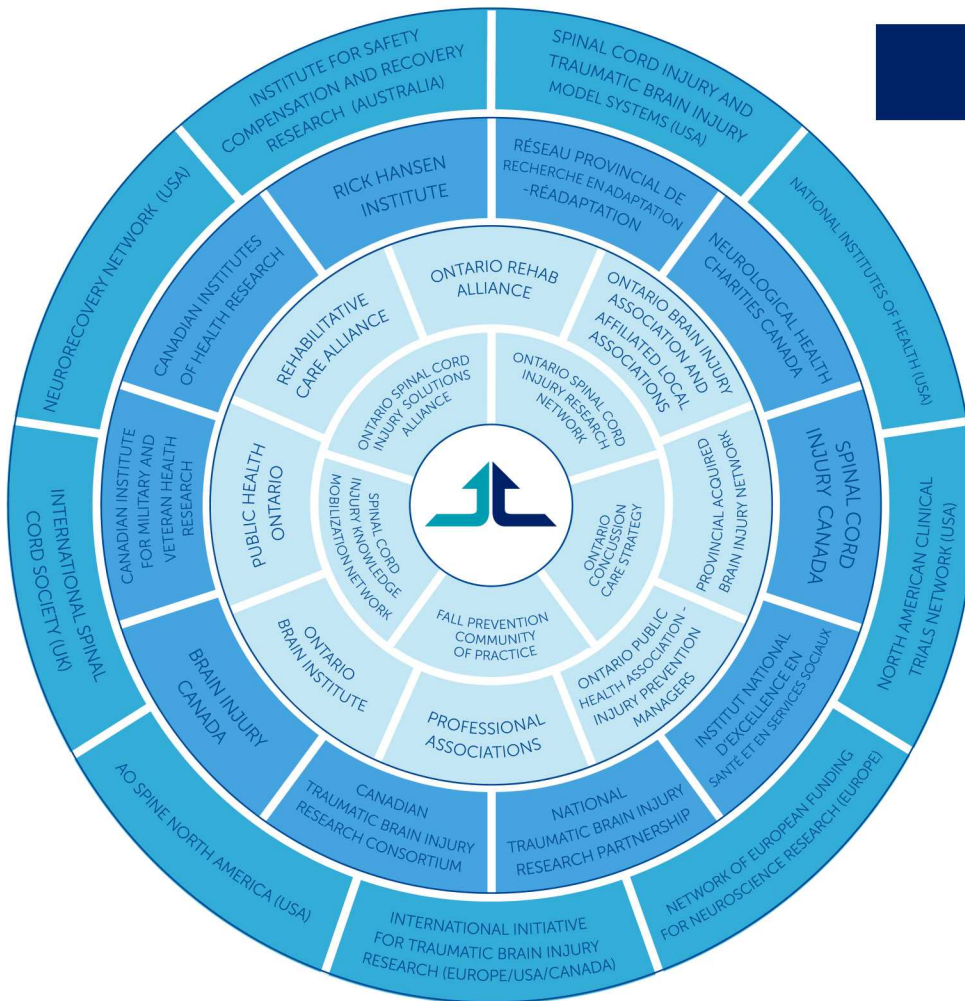 INSTITUTE FOR SAFETY
COMPENSATION AND RECOVERY
RESEARCH (AUSTRALIA)
SPINAL CORD INJURY AND
TRAUMATIC BRAIN INJURY
MODEL SYSTEMS (USA)
NATIONAL INSTITUTES OF HEALTH (USA)
NORTH AMERICAN CLINICAL
TRIALS NETWORK (USA)
NETWORK OF EUROPEAN FUNDING
FOR NEUROSCIENCE RESEARCH (EUROPE)
INTERNATIONAL INITIATIVE
FOR TRAUMATIC BRAIN INJURY
RESEARCH (EUROPE/USA/CANADA)
AO SPINE NORTH AMERICA (USA)
INTERNATIONAL SPINAL
CORD SOCIETY (UK)
NEURORECOVERY NETWORK (USA)
RICK HANSEN
INSTITUTE
RÉSEAU PROVINCIAL DE
RECHERCHE EN ADAPTATION
-RÉADAPTATION
NEUROLOGICAL HEALTH
CHARITIES CANADA
SPINAL CORD
INJURY CANADA
INSTITUT NATIONAL
D'EXCELLENCE EN
SANTÉ ET EN SERVICES SOCIAUX
NATIONAL
TRAUMATIC BRAIN INJURY
RESEARCH PARTNERSHIP
CANADIAN
TRAUMATIC BRAIN INJURY
RESEARCH CONSORTIUM
BRAIN INJURY
CANADA
CANADIAN INSTITUTE
FOR MILITARY AND
VETERAN HEALTH
RESEARCH
CANADIAN INSTITUTES
OF HEALTH RESEARCH
ONTARIO REHAB
ALLIANCE
ONTARIO BRAIN INJURY
ASSOCIATION AND
AFFILIATED LOCAL
ASSOCIATIONS
PROVINCIAL ACQUIRED
BRAIN INJURY NETWORK
ONTARIO PUBLIC
HEALTH ASSOCIATION -
INJURY PREVENTION
MANAGERS
PROFESSIONAL
ASSOCIATIONS
ONTARIO
BRAIN INSTITUTE
PUBLIC HEALTH
ONTARIO
REHABILITATIVE
CARE ALLIANCE
ONTARIO SPINAL CORD
INJURY SOLUTIONS
ALLIANCE
ONTARIO SPINAL CORD
INJURY RESEARCH
NETWORK
ONTARIO
CONCUSSION
CARE STRATEGY
FALL PREVENTION
COMMUNITY
OF PRACTICE
SPINAL CORD
INJURY KNOWLEDGE
MOBILIZATION NETWORK